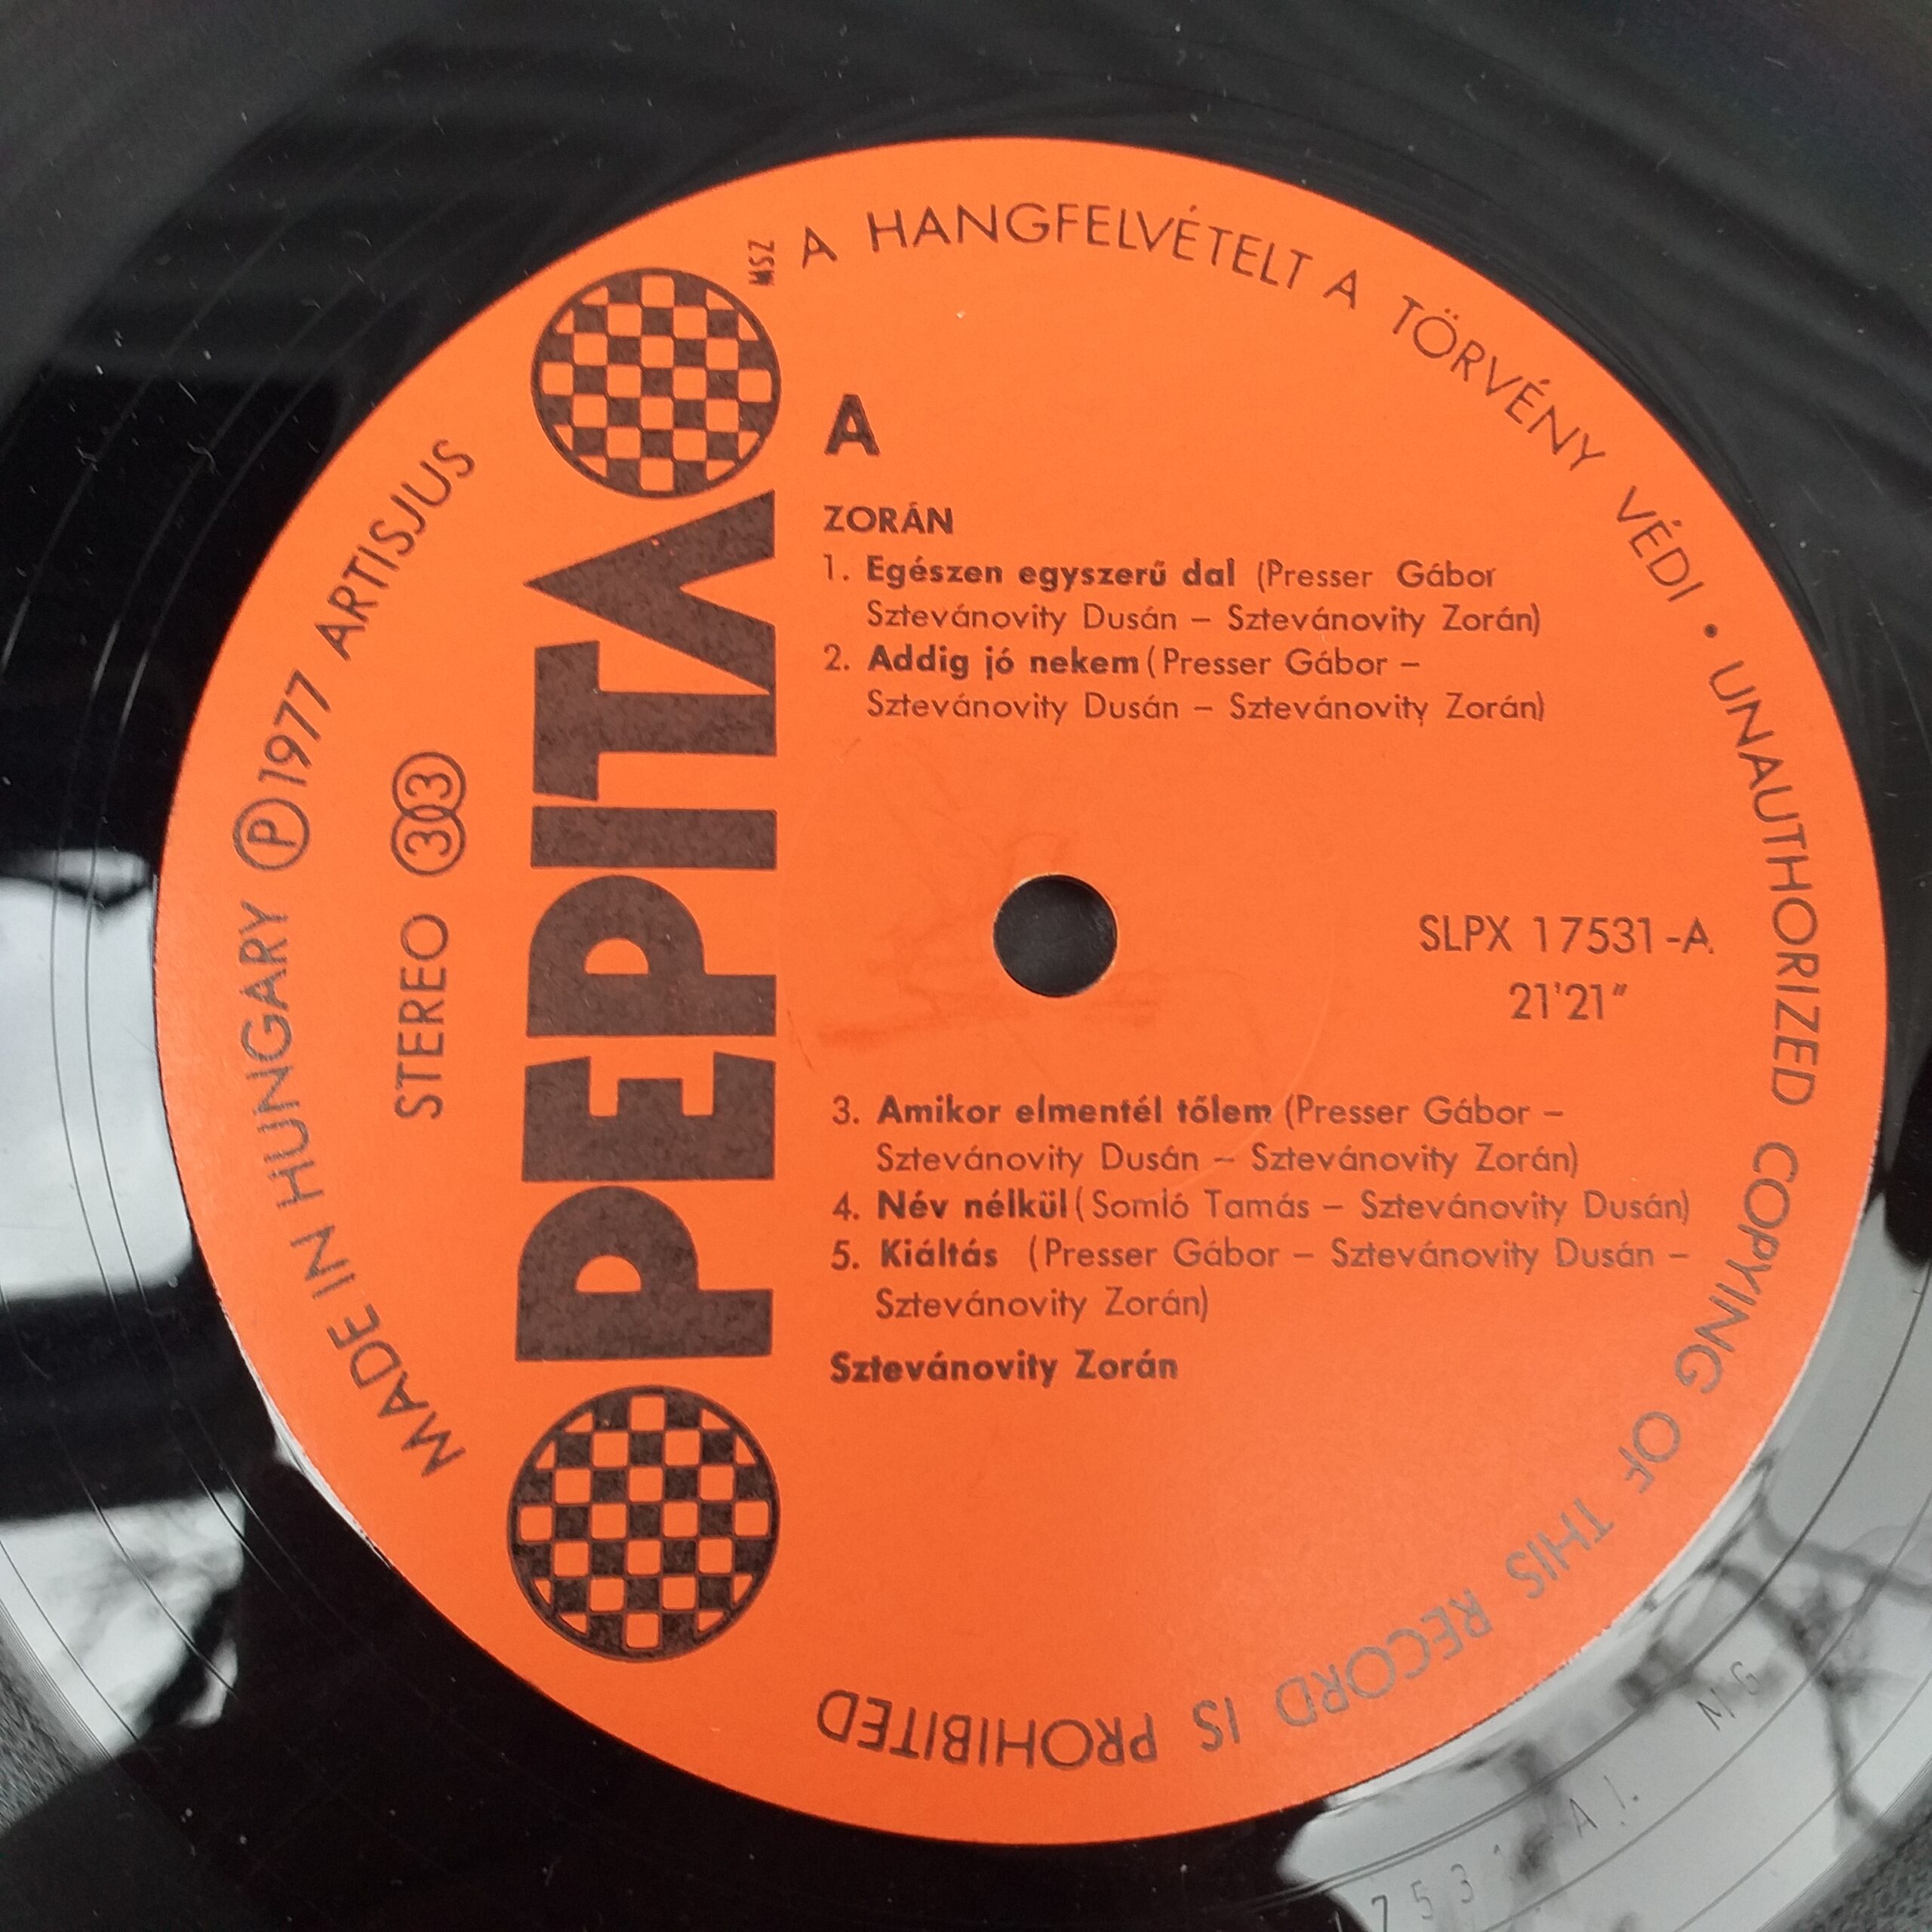 MSZ
A HANGFELVÉTELT A TÖRVÉNY VÉDI • UNAUTHORIZED COPYING OF THIS RECORD IS PROHIBITED
MADE IN HUNGARY Ⓟ 1977 ARTISJUS
STEREO 33
PEPITA
A
ZORÁN
1. Egészen egyszerű dal (Presser Gábor
Sztevánovity Dusán – Sztevánovity Zorán)
2. Addig jó nekem (Presser Gábor –
Sztevánovity Dusán – Sztevánovity Zorán)
SLPX 17531-A
21'21"
3. Amikor elmentél tőlem (Presser Gábor –
Sztevánovity Dusán – Sztevánovity Zorán)
4. Név nélkül (Somló Tamás – Sztevánovity Dusán)
5. Kiáltás (Presser Gábor – Sztevánovity Dusán –
Sztevánovity Zorán)
Sztevánovity Zorán